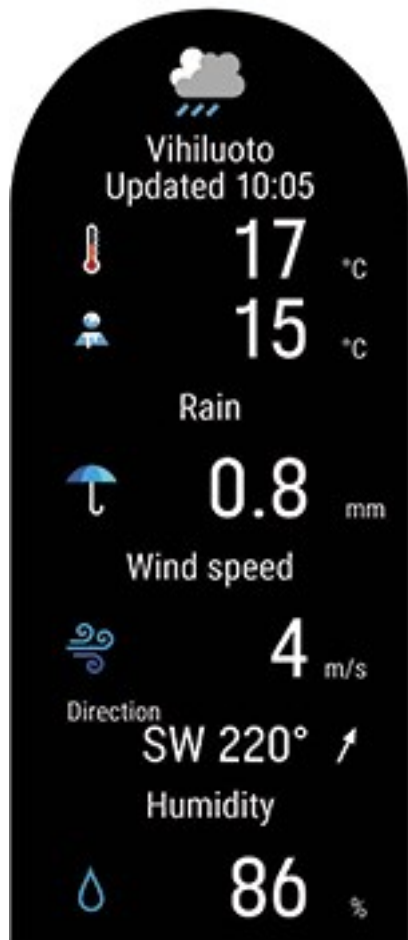 Vihiluoto
Updated 10:05
17 °C
15 °C
Rain
0.8 mm
Wind speed
4 m/s
Direction
SW 220°
Humidity
86 %